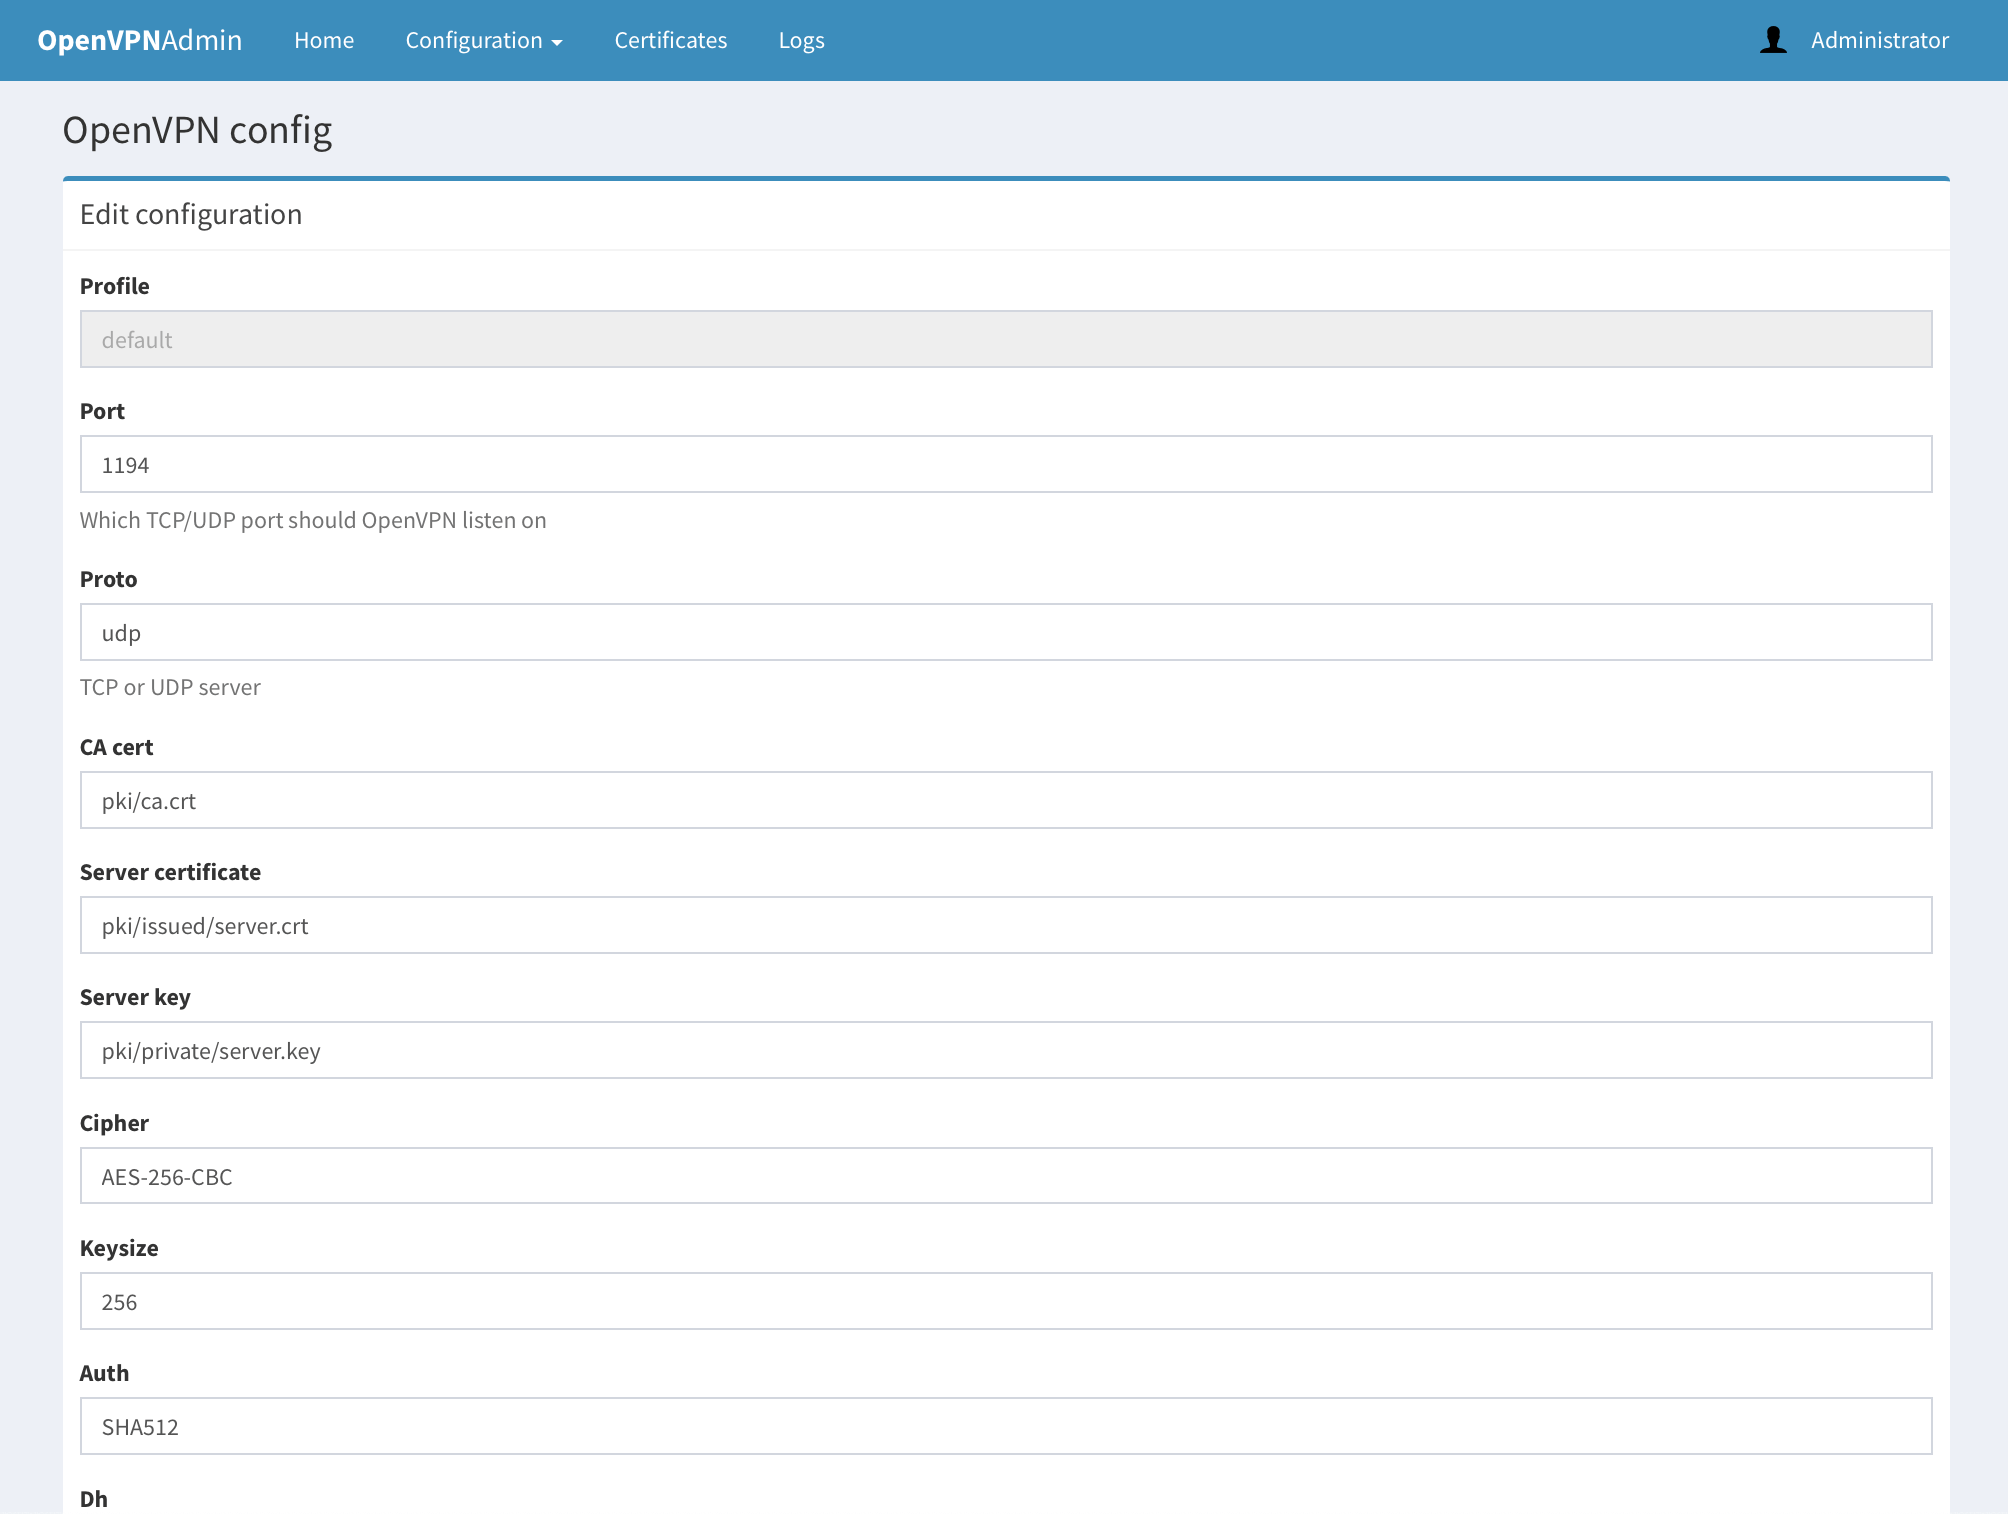 OpenVPNAdmin Home Configuration Certificates Logs Administrator
OpenVPN config
Edit configuration
Profile
default
Port
1194
Which TCP/UDP port should OpenVPN listen on
Proto
udp
TCP or UDP server
CA cert
pki/ca.crt
Server certificate
pki/issued/server.crt
Server key
pki/private/server.key
Cipher
AES-256-CBC
Keysize
256
Auth
SHA512
Dh